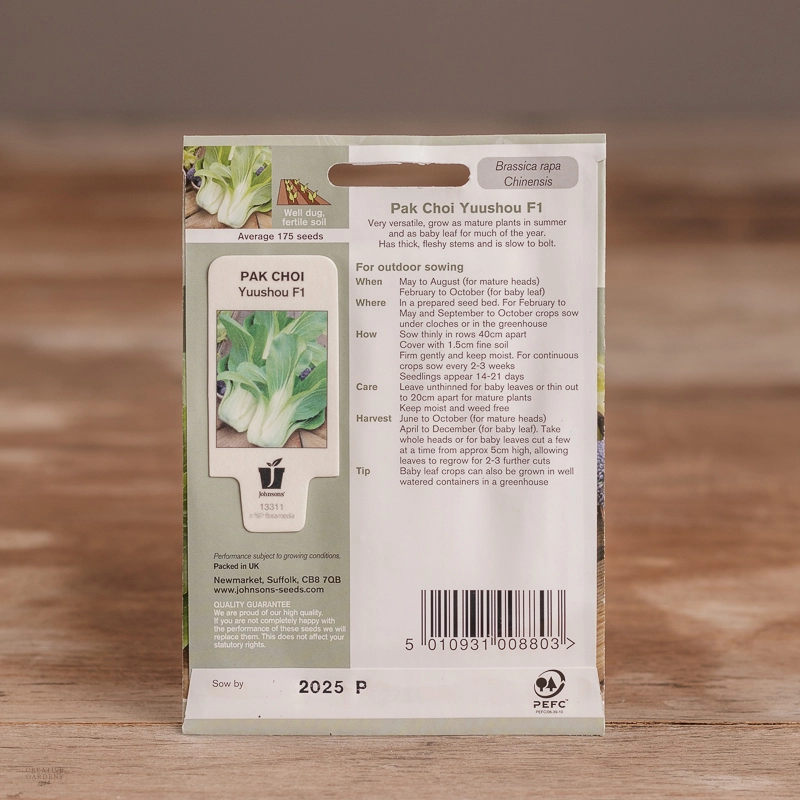 Brassica rapa
Chinensis
Well dug,
fertile soil
Average 175 seeds
PAK CHOI
Yuushou F1
Johnsons
13311
Performance subject to growing conditions.
Packed in UK
Newmarket, Suffolk, CB8 7QB
www.johnsons-seeds.com
QUALITY GUARANTEE
We are proud of our high quality.
If you are not completely happy with
the performance of these seeds we will
replace them. This does not affect your
statutory rights.
Pak Choi Yuushou F1
Very versatile, grow as mature plants in summer
and as baby leaf for much of the year.
Has thick, fleshy stems and is slow to bolt.
For outdoor sowing
When May to August (for mature heads)
February to October (for baby leaf)
Where In a prepared seed bed. For February to
May and September to October crops sow
under cloches or in the greenhouse
How Sow thinly in rows 40cm apart
Cover with 1.5cm fine soil
Firm gently and keep moist. For continuous
crops sow every 2-3 weeks
Seedlings appear 14-21 days
Care Leave unthinned for baby leaves or thin out
to 20cm apart for mature plants
Keep moist and weed free
Harvest June to October (for mature heads)
April to December (for baby leaf). Take
whole heads or for baby leaves cut a few
at a time from approx 5cm high, allowing
leaves to regrow for 2-3 further cuts
Tip Baby leaf crops can also be grown in well
watered containers in a greenhouse
5 010931 008803 >
Sow by 2025 P
PEFC
CREATIVE
GARDENS